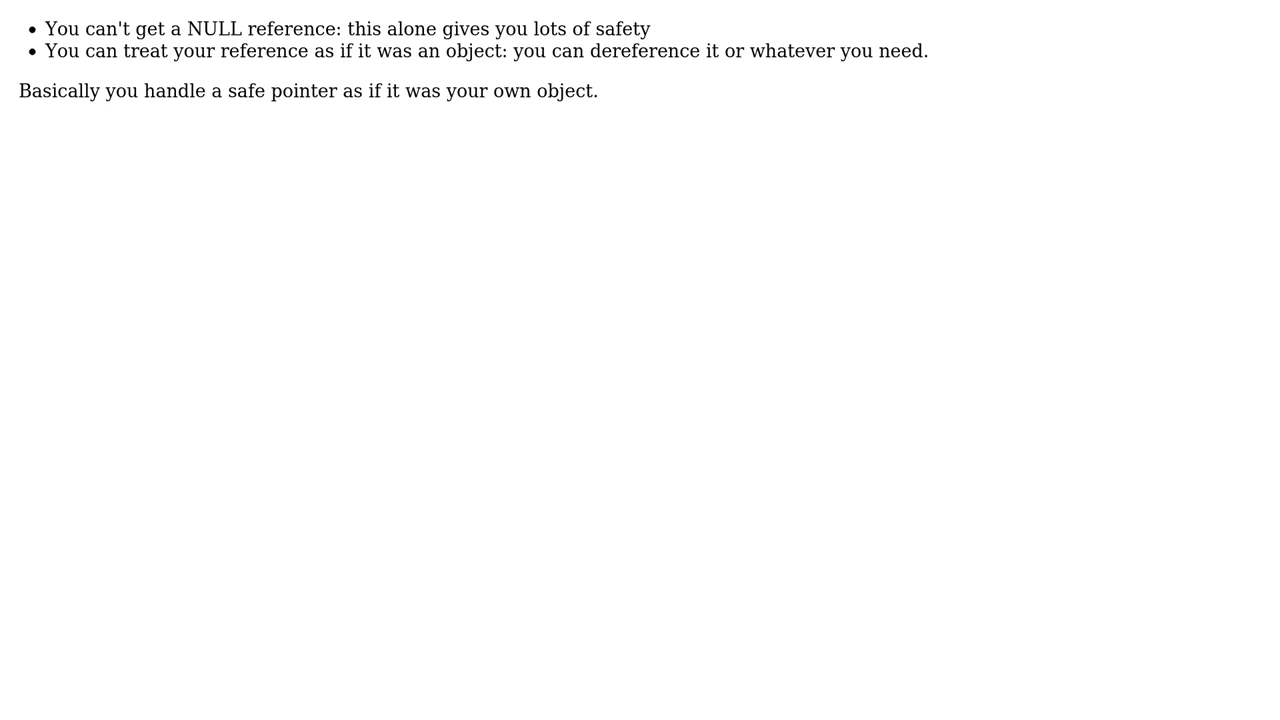 • You can't get a NULL reference: this alone gives you lots of safety
• You can treat your reference as if it was an object: you can dereference it or whatever you need.
Basically you handle a safe pointer as if it was your own object.